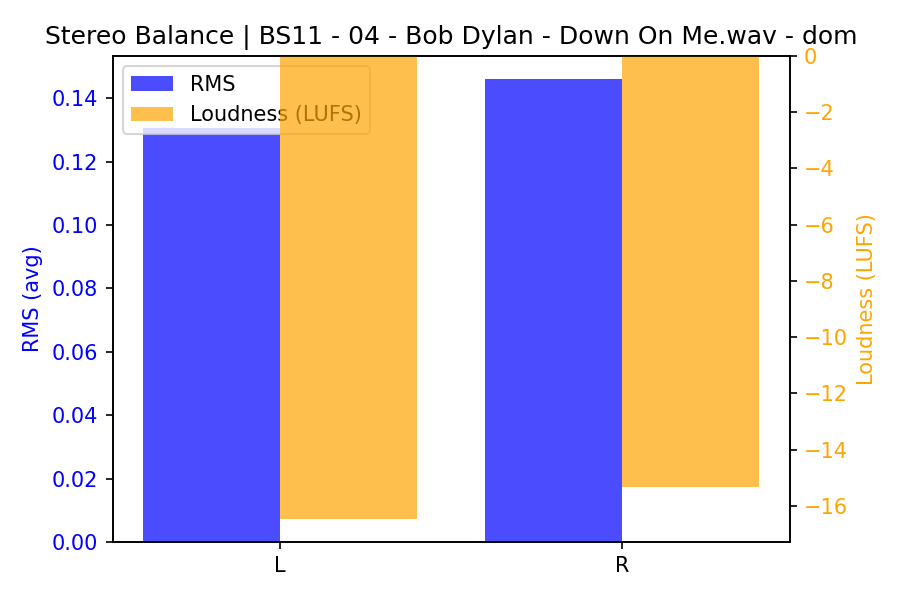 Stereo Balance | BS11 - 04 - Bob Dylan - Down On Me.wav - dom
RMS
Loudness (LUFS)
RMS (avg)
0.14
0.12
0.10
0.08
0.06
0.04
0.02
0.00
L
R
0
−2
−4
−6
−8
−10
−12
−14
−16
Loudness (LUFS)